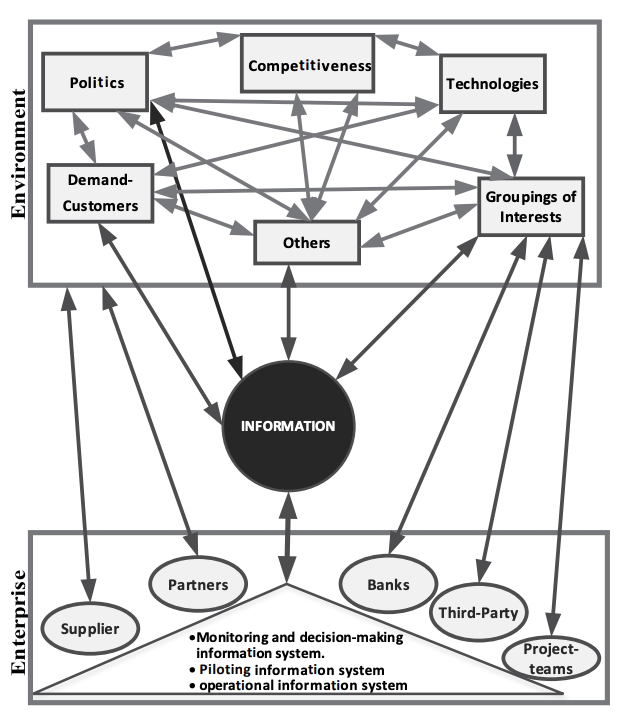 Environment
Politics
Competitiveness
Technologies
Demand-
Customers
Others
Groupings of
Interests
INFORMATION
Enterprise
Supplier
Partners
Banks
Third-Party
Project-
teams
•Monitoring and decision-making
information system.
• Piloting information system
• operational information system